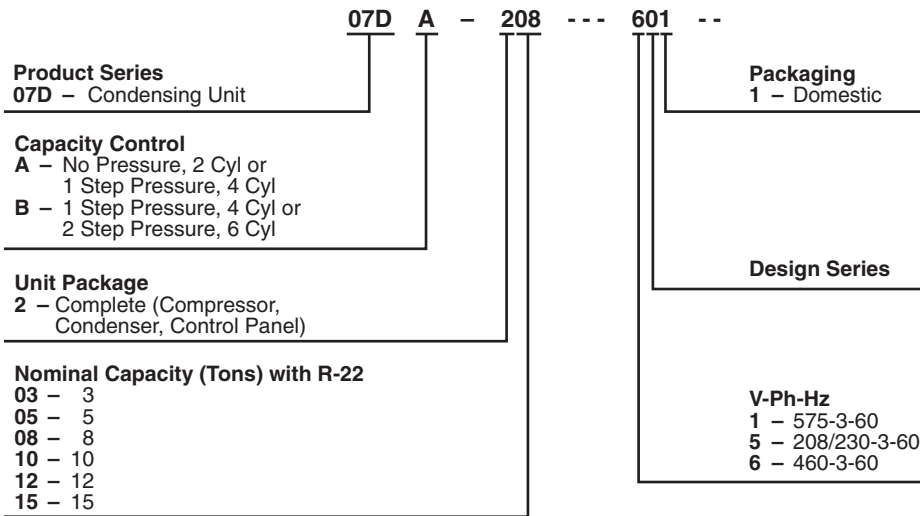 07D A – 208 - - - 601 - -
Product Series
07D – Condensing Unit
Capacity Control
A – No Pressure, 2 Cyl or
1 Step Pressure, 4 Cyl
B – 1 Step Pressure, 4 Cyl or
2 Step Pressure, 6 Cyl
Unit Package
2 – Complete (Compressor,
Condenser, Control Panel)
Nominal Capacity (Tons) with R-22
03 – 3
05 – 5
08 – 8
10 – 10
12 – 12
15 – 15
Packaging
1 – Domestic
Design Series
V-Ph-Hz
1 – 575-3-60
5 – 208/230-3-60
6 – 460-3-60